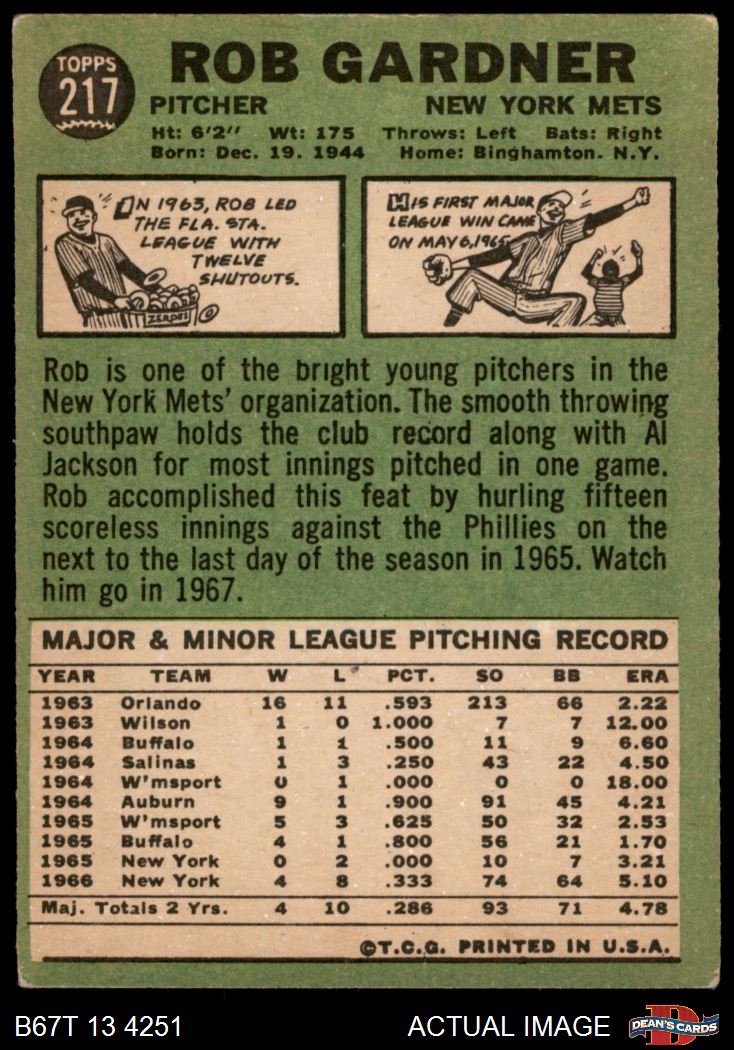 TOPPS
217
ROB GARDNER
PITCHER NEW YORK METS
Ht: 6'2" Wt: 175 Throws: Left Bats: Right
Born: Dec. 19, 1944 Home: Binghamton, N.Y.
IN 1963, ROB LED
THE FLA. STA.
LEAGUE WITH
TWELVE
SHUTOUTS.
ZEROES
HIS FIRST MAJOR
LEAGUE WIN CAME
ON MAY 6, 1966
Rob is one of the bright young pitchers in the
New York Mets' organization. The smooth throwing
southpaw holds the club record along with Al
Jackson for most innings pitched in one game.
Rob accomplished this feat by hurling fifteen
scoreless innings against the Phillies on the
next to the last day of the season in 1965. Watch
him go in 1967.
MAJOR & MINOR LEAGUE PITCHING RECORD
YEAR TEAM W L PCT. SO BB ERA
1963 Orlando 16 11 .593 213 66 2.22
1963 Wilson 1 0 1.000 7 7 12.00
1964 Buffalo 1 1 .500 11 9 6.60
1964 Salinas 1 3 .250 43 22 4.50
1964 W'msport 0 1 .000 0 0 18.00
1964 Auburn 9 1 .900 91 45 4.21
1965 W'msport 5 3 .625 50 32 2.53
1965 Buffalo 4 1 .800 56 21 1.70
1965 New York 0 2 .000 10 7 3.21
1966 New York 4 8 .333 74 64 5.10
Maj. Totals 2 Yrs. 4 10 .286 93 71 4.78
©T.C.G. PRINTED IN U.S.A.
B67T 13 4251 ACTUAL IMAGE
D
DEAN'S CARDS